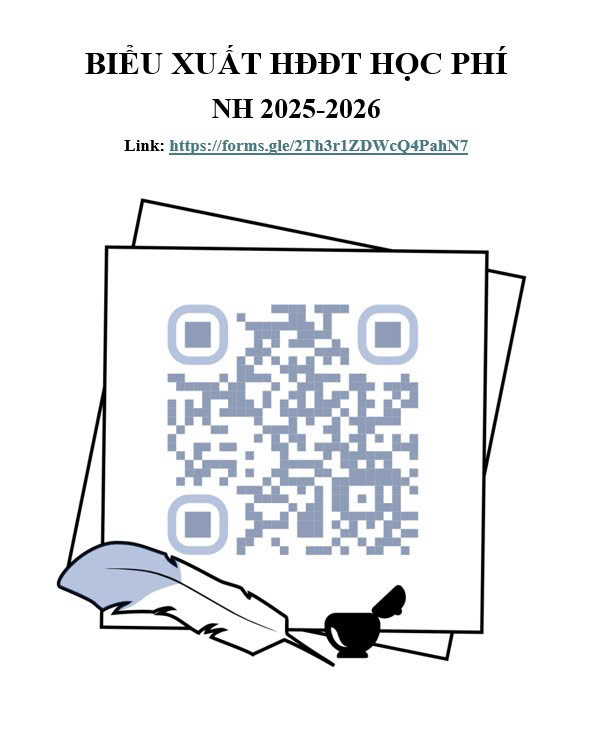 BIỂU XUẤT HĐĐT HỌC PHÍ
NH 2025-2026
Link: https://forms.gle/2Th3r1ZDWcQ4PahN7